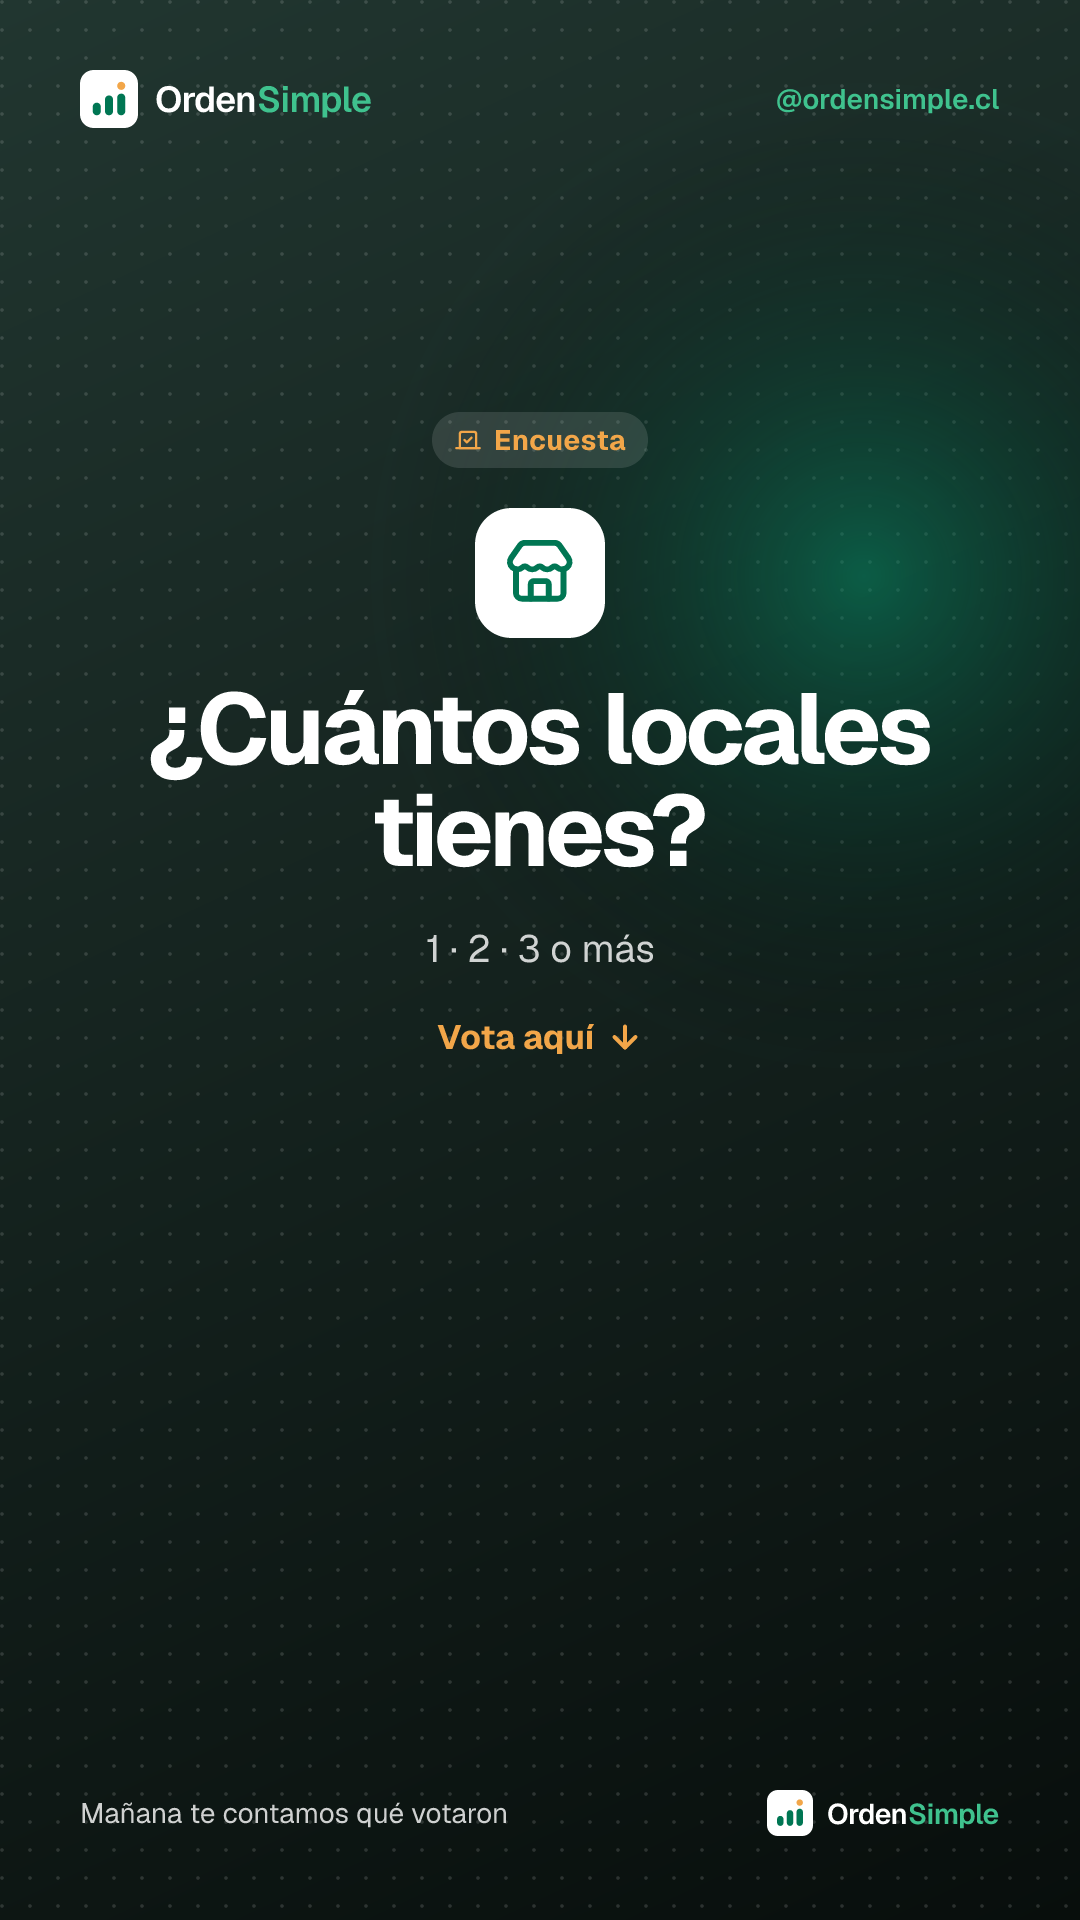 OrdenSimple
@ordensimple.cl
Encuesta
¿Cuántos locales
tienes?
1 · 2 · 3 o más
Vota aquí ↓
Mañana te contamos qué votaron
OrdenSimple